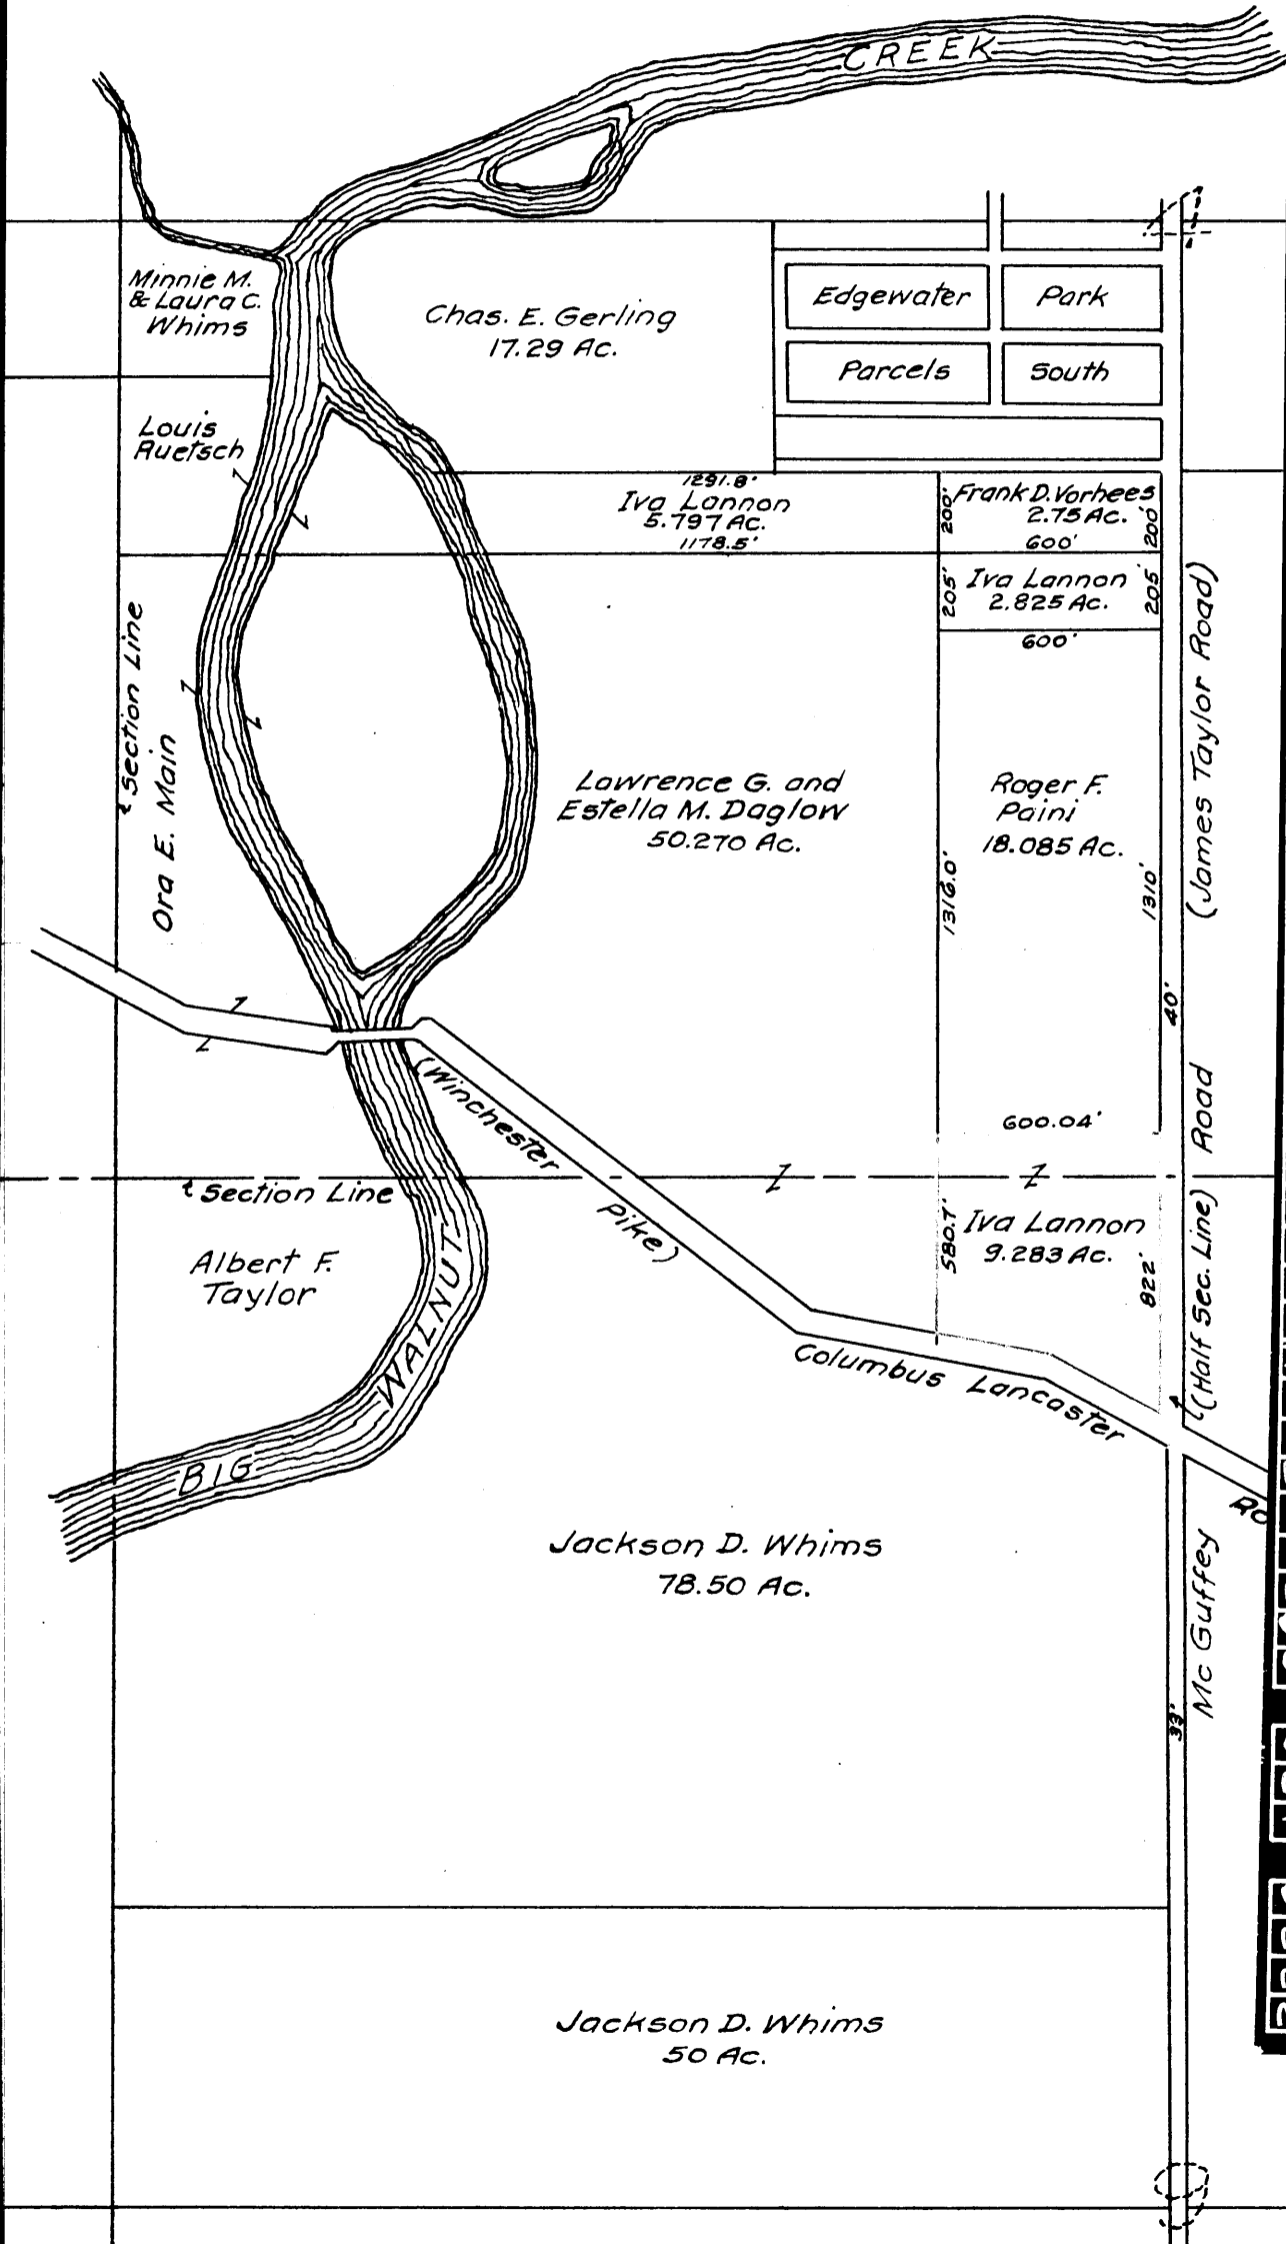 CREEK
Minnie M.
& Laura C.
Whims
Chas. E. Gerling
17.29 Ac.
Edgewater Park
Parcels South
Louis
Ruetsch
1291.8'
Iva Lannon
5.797 Ac.
1178.5'
200'
Frank D. Vorhees
2.75 Ac.
200'
600'
205'
Iva Lannon
2.825 Ac.
205'
600'
Section Line
Ora E. Main
Lawrence G. and
Estella M. Daglow
50.270 Ac.
Roger F.
Paini
18.085 Ac.
1316.0'
1310'
(James Taylor Road)
40'
600.04'
Road
(Winchester
Pike)
Section Line
Albert F.
Taylor
580.7'
Iva Lannon
9.283 Ac.
822'
(Half Sec. Line)
BIG WALNUT
Columbus Lancaster
Ro
Jackson D. Whims
78.50 Ac.
Mc Guffey
33'
Jackson D. Whims
50 Ac.